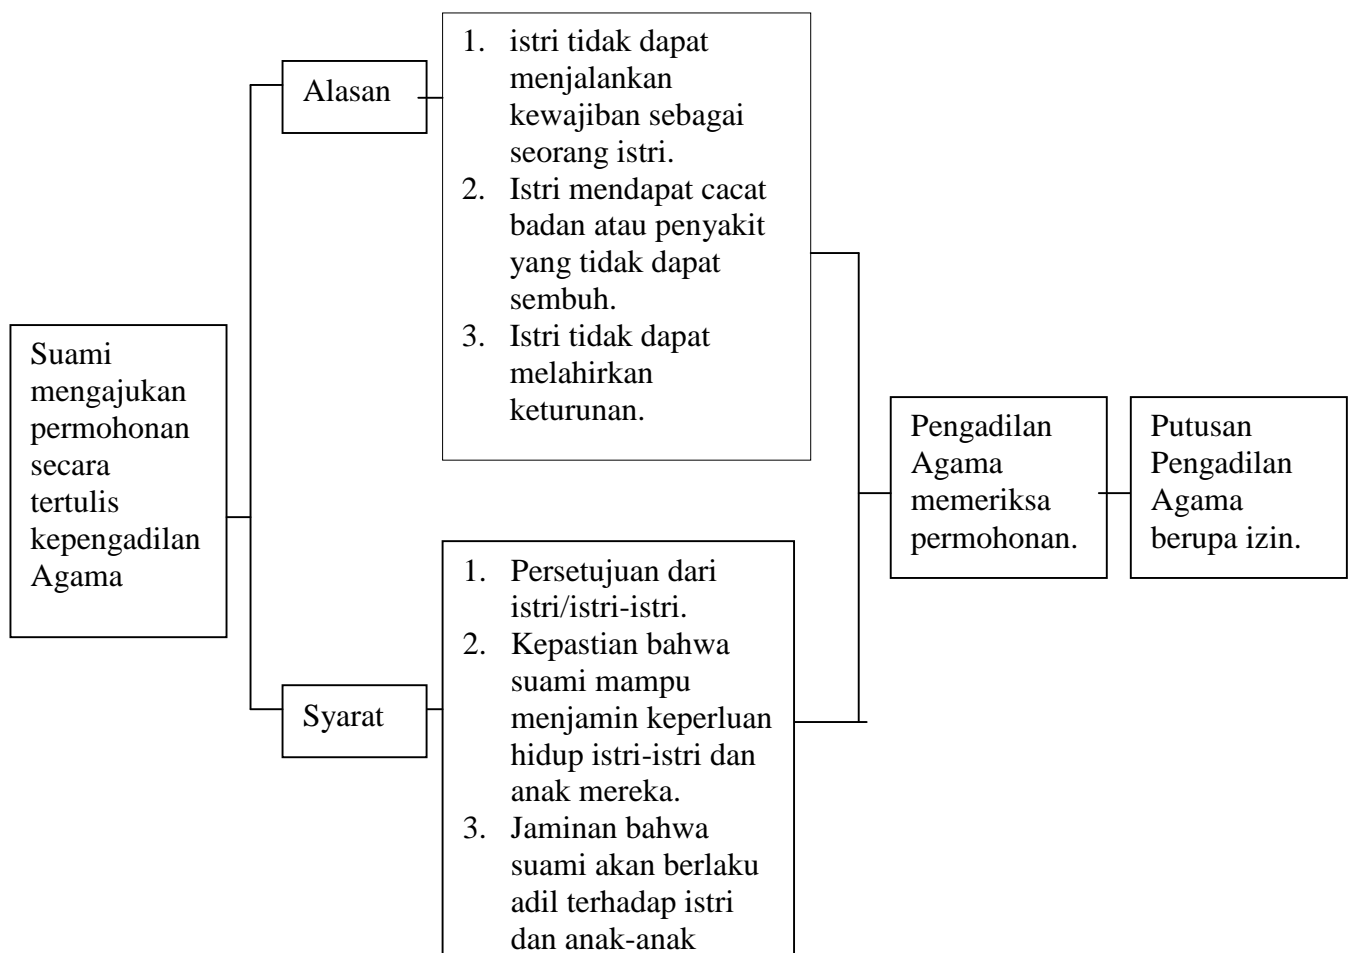 Suami
mengajukan
permohonan
secara
tertulis
kepengadilan
Agama
Alasan
1. istri tidak dapat
menjalankan
kewajiban sebagai
seorang istri.
2. Istri mendapat cacat
badan atau penyakit
yang tidak dapat
sembuh.
3. Istri tidak dapat
melahirkan
keturunan.
Syarat
1. Persetujuan dari
istri/istri-istri.
2. Kepastian bahwa
suami mampu
menjamin keperluan
hidup istri-istri dan
anak mereka.
3. Jaminan bahwa
suami akan berlaku
adil terhadap istri
dan anak-anak
Pengadilan
Agama
memeriksa
permohonan.
Putusan
Pengadilan
Agama
berupa izin.